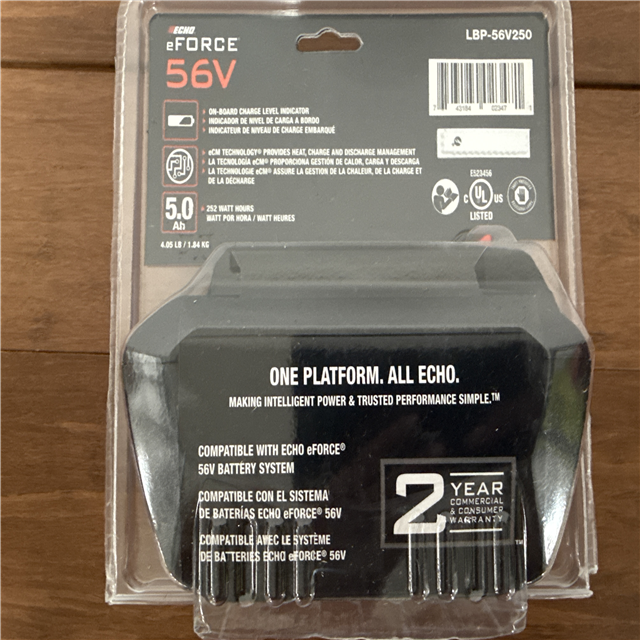 ECHO
eFORCE
LBP-56V250
56V
ON-BOARD CHARGE LEVEL INDICATOR
INDICADOR DE NIVEL DE CARGA A BORDO
INDICATEUR DE NIVEAU DE CHARGE EMBARQUÉ
7 43184 02347
eCM TECHNOLOGY® PROVIDES HEAT, CHARGE AND DISCHARGE MANAGEMENT
LA TECNOLOGÍA eCM® PROPORCIONA GESTIÓN DE CALOR, CARGA Y DESCARGA
LA TECHNOLOGIE eCM® ASSURE LA GESTION DE LA CHALEUR, DE LA CHARGE ET
DE LA DÉCHARGE
E523456
C UL US
LISTED
5.0
Ah
252 WATT HOURS
WATT POR HORA / WATT HEURES
4.05 LB / 1.84 KG
ONE PLATFORM. ALL ECHO.
MAKING INTELLIGENT POWER & TRUSTED PERFORMANCE SIMPLE.™
COMPATIBLE WITH ECHO eFORCE®
56V BATTERY SYSTEM
COMPATIBLE CON EL SISTEMA
DE BATERÍAS ECHO eFORCE® 56V
COMPATIBLE AVEC LE SYSTÈME
DE BATTERIES ECHO eFORCE® 56V
2 YEAR
COMMERCIAL
& CONSUMER
WARRANTY
™